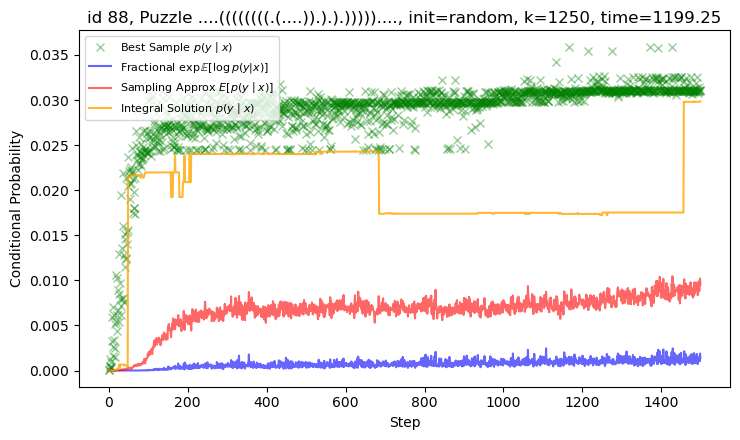 id 88, Puzzle ....((((((((.(....)).).).)))))...., init=random, k=1250, time=1199.25
Best Sample p(y | x)
Fractional exp 𝔼[log p(y|x)]
Sampling Approx E[p(y | x)]
Integral Solution p(y | x)
Conditional Probability
0.035
0.030
0.025
0.020
0.015
0.010
0.005
0.000
0
200
400
600
800
1000
1200
1400
Step